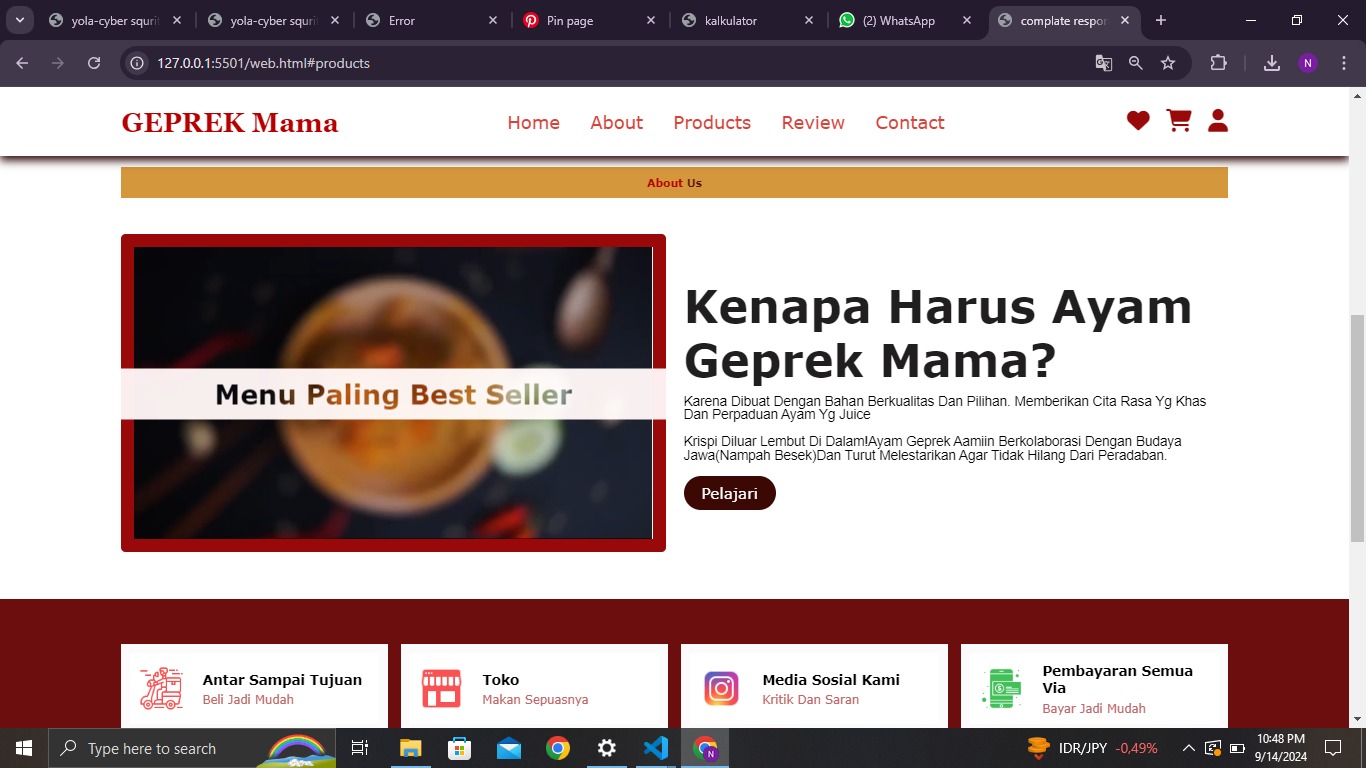 yola-cyber squrit
yola-cyber squrit
Error
Pin page
kalkulator
(2) WhatsApp
complate respon
127.0.0.1:5501/web.html#products
N
GEPREK Mama
Home
About
Products
Review
Contact
About Us
Menu Paling Best Seller
Kenapa Harus Ayam
Geprek Mama?
Karena Dibuat Dengan Bahan Berkualitas Dan Pilihan. Memberikan Cita Rasa Yg Khas
Dan Perpaduan Ayam Yg Juice
Krispi Diluar Lembut Di Dalam!Ayam Geprek Aamiin Berkolaborasi Dengan Budaya
Jawa(Nampah Besek)Dan Turut Melestarikan Agar Tidak Hilang Dari Peradaban.
Pelajari
Antar Sampai Tujuan
Beli Jadi Mudah
Toko
Makan Sepuasnya
Media Sosial Kami
Kritik Dan Saran
Pembayaran Semua
Via
Bayar Jadi Mudah
Type here to search
N
IDR/JPY -0,49%
10:48 PM
9/14/2024